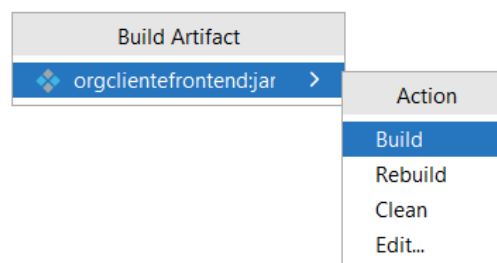 Build Artifact
orgclientefrontend:jar
Action
Build
Rebuild
Clean
Edit...